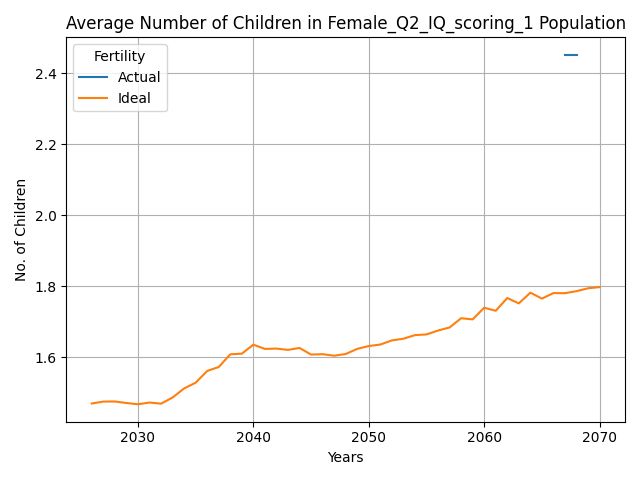 Average Number of Children in Female_Q2_IQ_scoring_1 Population
Fertility
Actual
Ideal
No. of Children
2.4
2.2
2.0
1.8
1.6
2030 2040 2050 2060 2070
Years